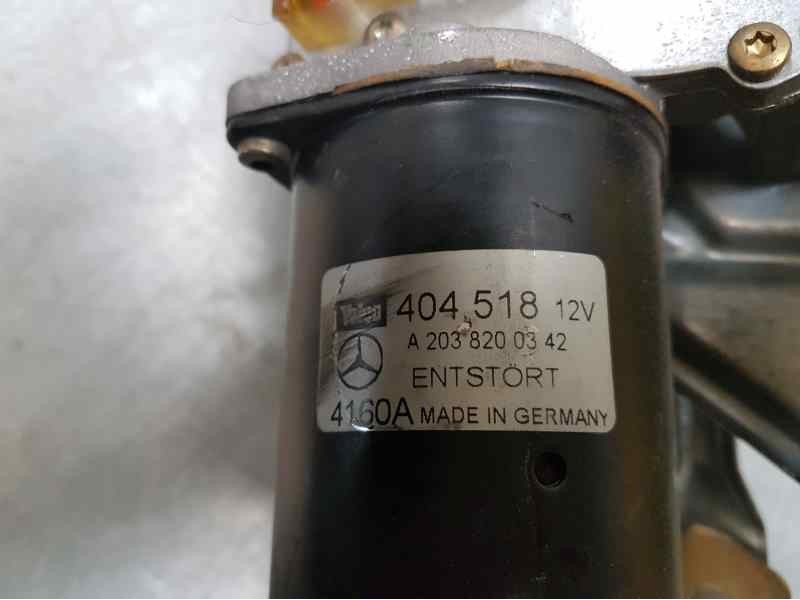 Valeo 404 518 12V
A 203 820 03 42
ENTSTÖRT
4160A MADE IN GERMANY